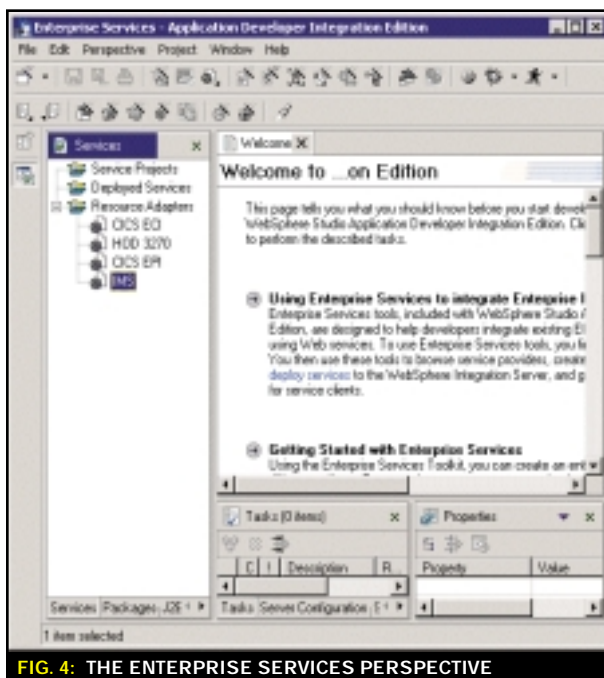 Enterprise Services - Application Developer Integration Edition
File Edit Perspective Project Window Help
Services
Service Projects
Deployed Services
Resource Adapters
CICS ECI
HOD 3270
CICS EPI
IMS
Services Packages J2E
Welcome
Welcome to ...on Edition
This page tells you what you should know before you start develo
WebSphere Studio Application Developer Integration Edition. Clic
to perform the described tasks.
Using Enterprise Services to integrate Enterprise I
Enterprise Services tools, included with WebSphere Studio A
Edition, are designed to help developers integrate existing EI
using Web services. To use Enterprise Services tools, you fi
You then use these tools to browse service providers, create
deploy services to the WebSphere Integration Server, and g
for service clients.
Getting Started with Enterprise Services
Using the Enterprise Services Toolkit, you can create an ent
Tasks (0 items)
C ! Description R...
Tasks Server Configuration
Properties
Property Value
1 item selected
FIG. 4: THE ENTERPRISE SERVICES PERSPECTIVE